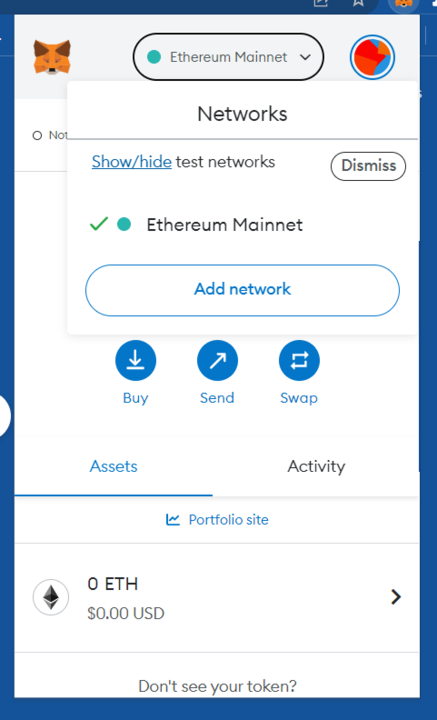 Ethereum Mainnet
Networks
Not
Show/hide test networks
Dismiss
Ethereum Mainnet
Add network
Buy Send Swap
Assets Activity
Portfolio site
0 ETH
$0.00 USD
Don't see your token?